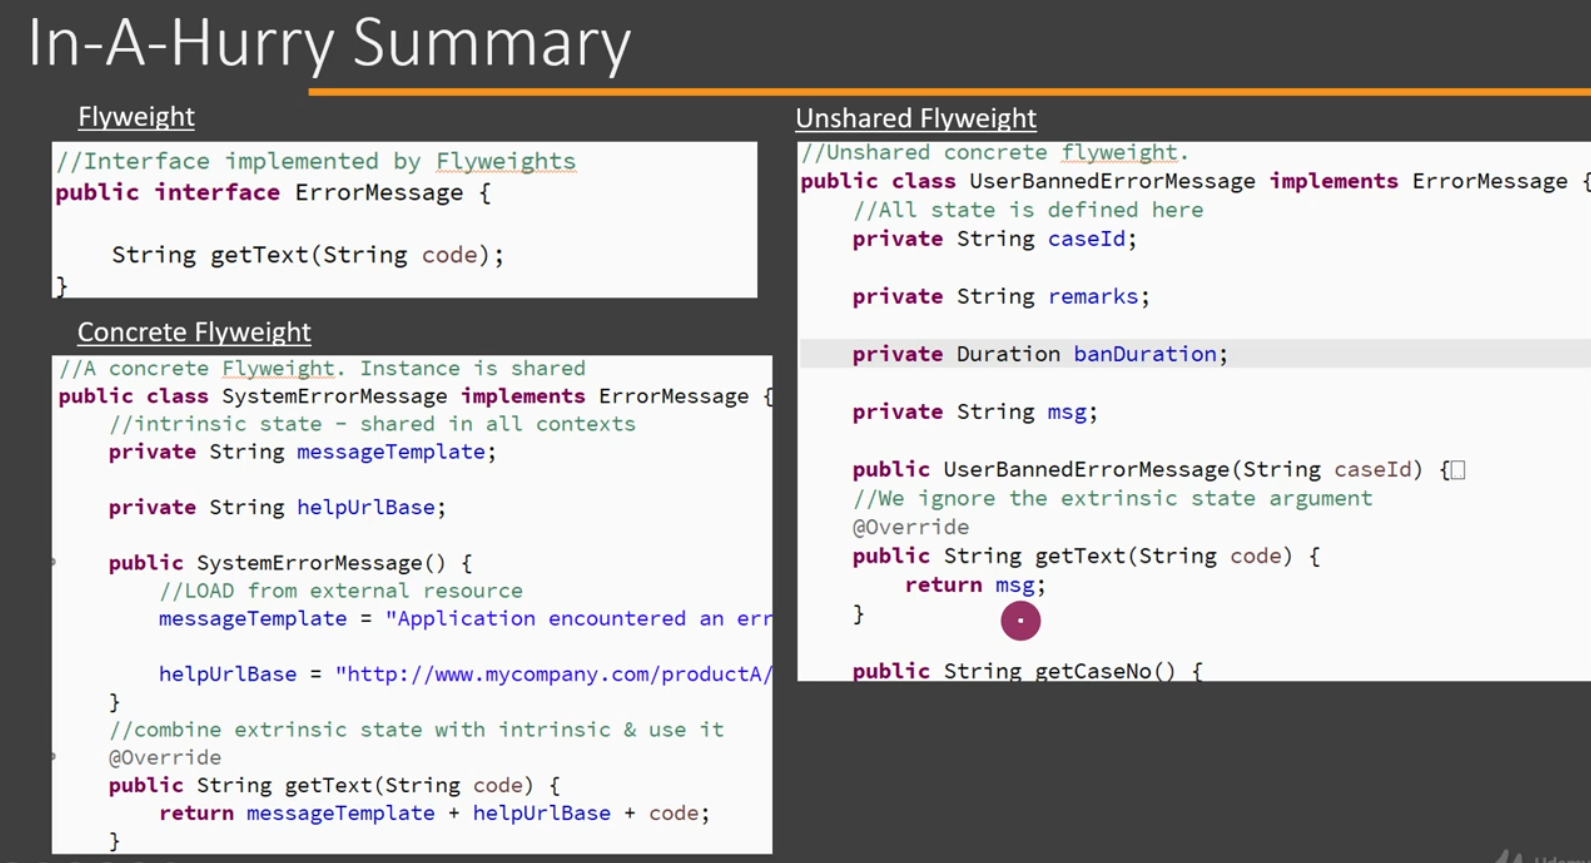 In-A-Hurry Summary
Flyweight
//Interface implemented by Flyweights
public interface ErrorMessage {
String getText(String code);
}
Concrete Flyweight
//A concrete Flyweight. Instance is shared
public class SystemErrorMessage implements ErrorMessage {
//intrinsic state - shared in all contexts
private String messageTemplate;
private String helpUrlBase;
public SystemErrorMessage() {
//LOAD from external resource
messageTemplate = "Application encountered an err
helpUrlBase = "http://www.mycompany.com/productA/
}
//combine extrinsic state with intrinsic & use it
@Override
public String getText(String code) {
return messageTemplate + helpUrlBase + code;
}
Unshared Flyweight
//Unshared concrete flyweight.
public class UserBannedErrorMessage implements ErrorMessage {
//All state is defined here
private String caseId;
private String remarks;
private Duration banDuration;
private String msg;
public UserBannedErrorMessage(String caseId) {
//We ignore the extrinsic state argument
@Override
public String getText(String code) {
return msg;
}
public String getCaseNo() {